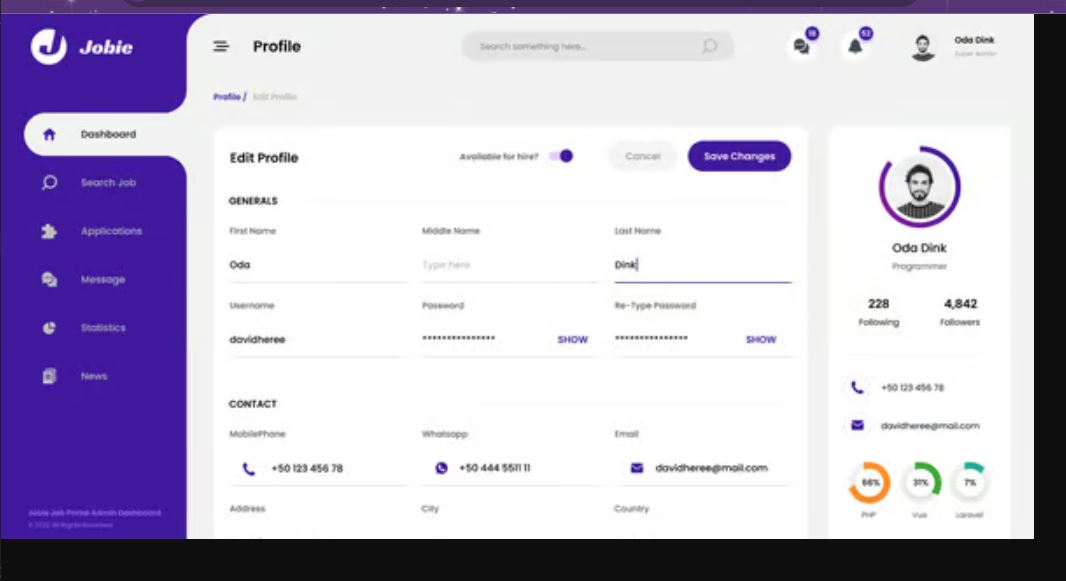 Jobie
Profile
Search something here...
18
52
Oda Dink
Super Admin
Profile / Edit Profile
Dashboard
Search Job
Applications
Message
Statistics
News
Jobie Job Portal Admin Dashboard
© 2020 All Rights Reserved
Edit Profile
Available for hire?
Cancel
Save Changes
GENERALS
First Name Middle Name Last Name
Oda Type here Dink
Username Password Re-Type Password
davidheree •••••••••••••••• SHOW •••••••••••••••• SHOW
CONTACT
MobilePhone Whatsapp Email
+50 123 456 78 +50 444 5511 11 davidheree@mail.com
Address City Country
Oda Dink
Programmer
228 4,842
Following Followers
+50 123 456 78
davidheree@mail.com
66% 31% 7%
PHP Vue Laravel